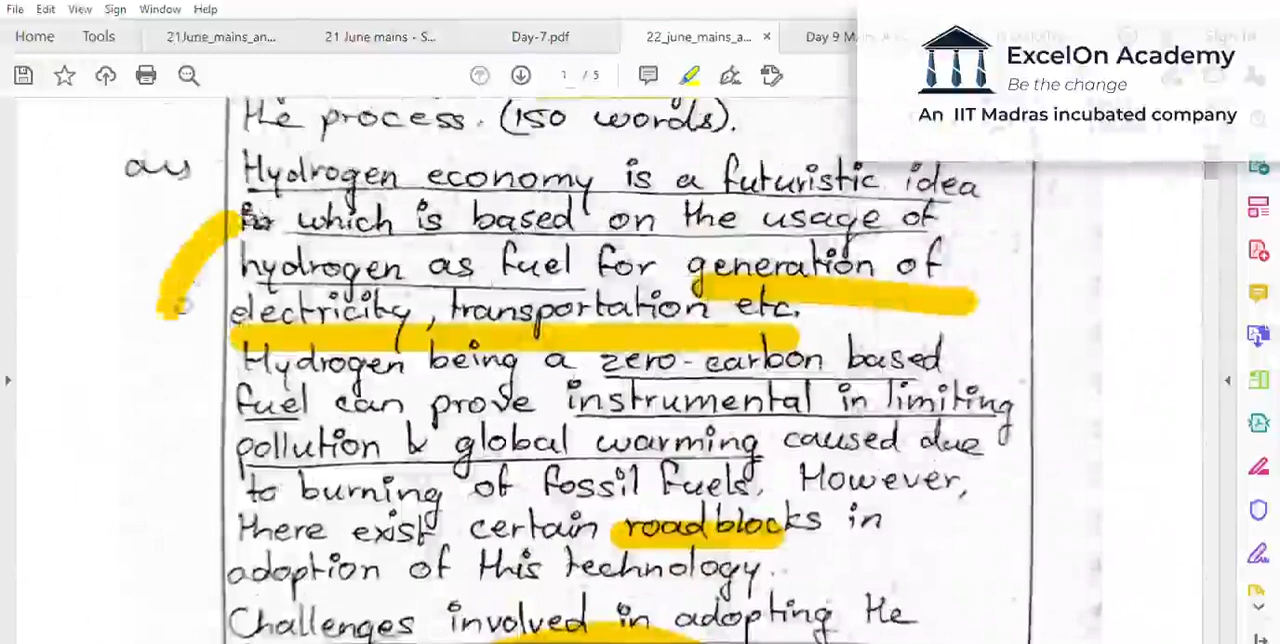 File Edit View Sign Window Help
Home Tools 21June_mains_an... 21 June mains - S... Day-7.pdf 22_june_mains_a... × Day 9 Sign In
1 / 5
ExcelOn Academy
Be the change
An IIT Madras incubated company
the process. (150 words).
ans
Hydrogen economy is a futuristic idea
which is based on the usage of
hydrogen as fuel for generation of
electricity, transportation etc.
Hydrogen being a zero-carbon based
fuel can prove instrumental in limiting
pollution & global warming caused due
to burning of fossil fuels. However,
there exist certain roadblocks in
adoption of this technology.
Challenges involved in adopting the